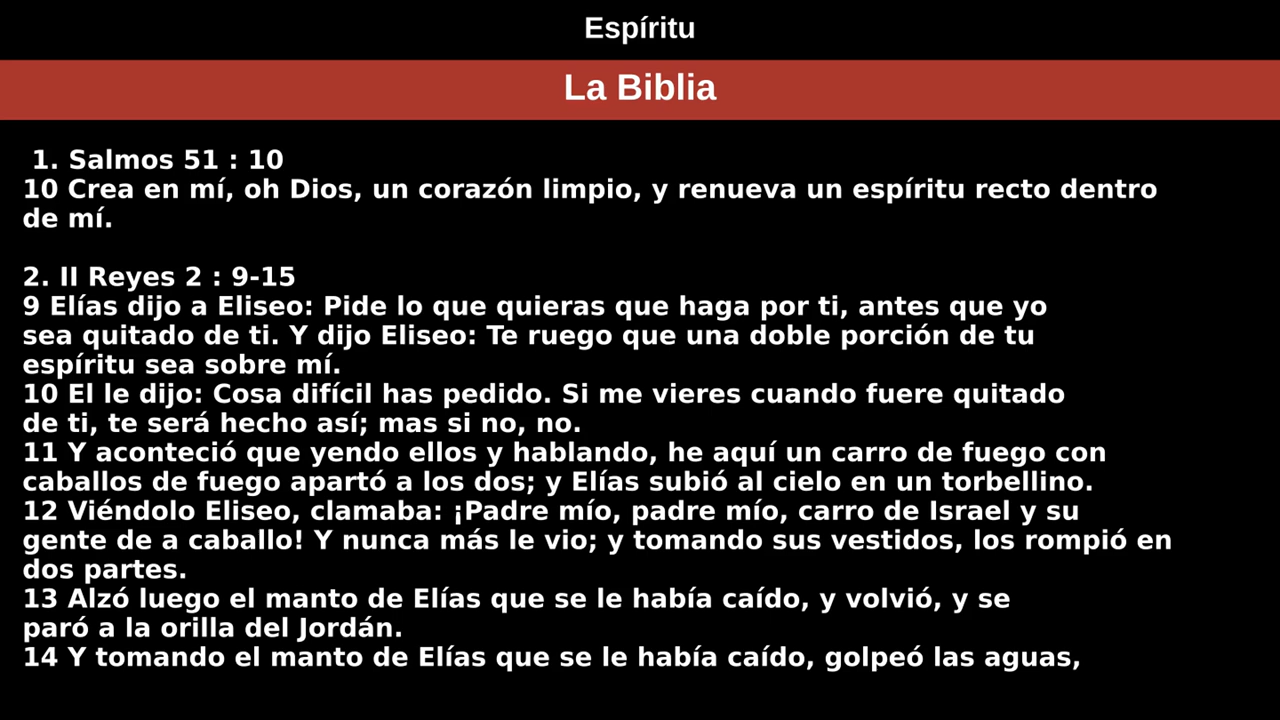 Espíritu
La Biblia
1. Salmos 51 : 10
10 Crea en mí, oh Dios, un corazón limpio, y renueva un espíritu recto dentro
de mí.
2. II Reyes 2 : 9-15
9 Elías dijo a Eliseo: Pide lo que quieras que haga por ti, antes que yo
sea quitado de ti. Y dijo Eliseo: Te ruego que una doble porción de tu
espíritu sea sobre mí.
10 El le dijo: Cosa difícil has pedido. Si me vieres cuando fuere quitado
de ti, te será hecho así; mas si no, no.
11 Y aconteció que yendo ellos y hablando, he aquí un carro de fuego con
caballos de fuego apartó a los dos; y Elías subió al cielo en un torbellino.
12 Viéndolo Eliseo, clamaba: ¡Padre mío, padre mío, carro de Israel y su
gente de a caballo! Y nunca más le vio; y tomando sus vestidos, los rompió en
dos partes.
13 Alzó luego el manto de Elías que se le había caído, y volvió, y se
paró a la orilla del Jordán.
14 Y tomando el manto de Elías que se le había caído, golpeó las aguas,